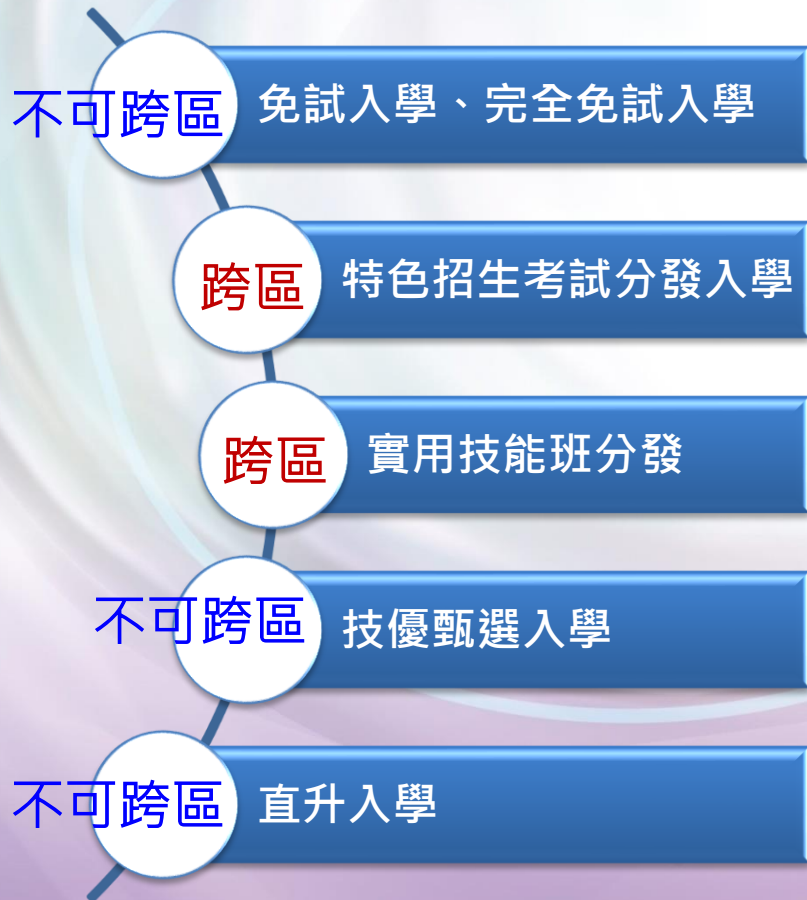 不可跨區 免試入學、完全免試入學
跨區 特色招生考試分發入學
跨區 實用技能班分發
不可跨區 技優甄選入學
不可跨區 直升入學